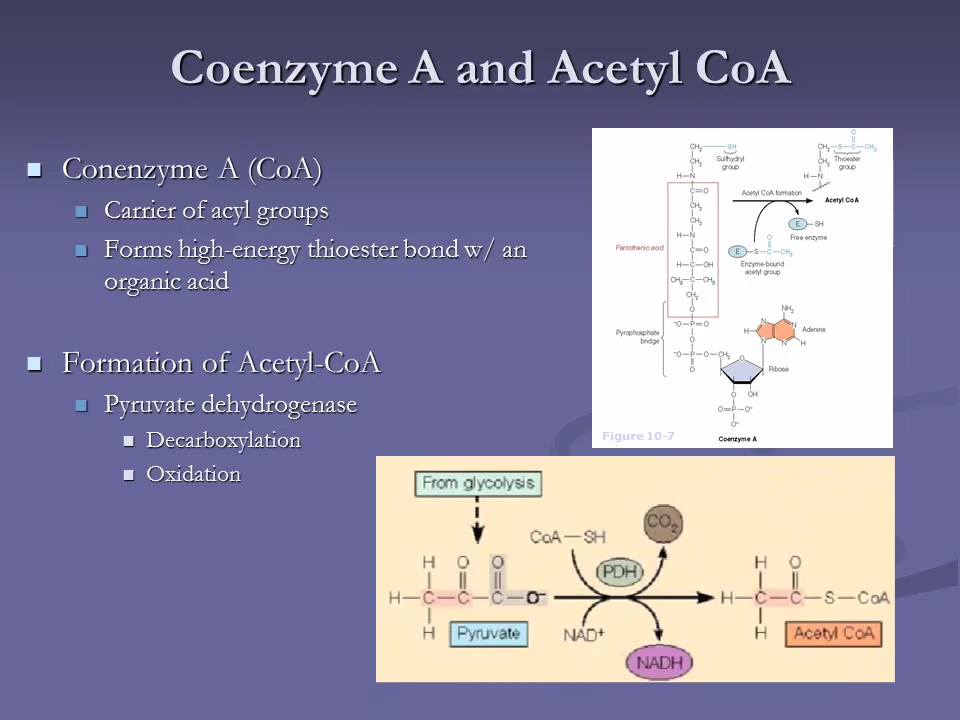 Coenzyme A and Acetyl CoA
Conenzyme A (CoA)
Carrier of acyl groups
Forms high-energy thioester bond w/ an
organic acid
Formation of Acetyl-CoA
Pyruvate dehydrogenase
Decarboxylation
Oxidation
CH₂—SH
CH₂
Sulfhydryl
group
H—N
C=O
CH₂
CH₂
H—N
Pantothenic acid
C=O
H—C—OH
CH₃—C—CH₃
CH₂
O
⁻O—P=O
O
Pyrophosphate
bridge
⁻O—P—O—CH₂
O
O
CH₂—S—C—CH₃
CH₂
Thioester
group
H—N
Acetyl CoA formation
Acetyl CoA
E—SH
Free enzyme
O
E—S—C—CH₃
Enzyme-bound
acetyl group
NH₂
N
N
H
N
N
H
Adenine
O
Ribose
O
OH
O=P—O⁻
O⁻
Figure 10-7
Coenzyme A
From glycolysis
CoA—SH
CO₂
PDH
H O O
H—C—C—C—O⁻
H
Pyruvate
NAD⁺
NADH
H O
H—C—C—S—CoA
H
Acetyl CoA